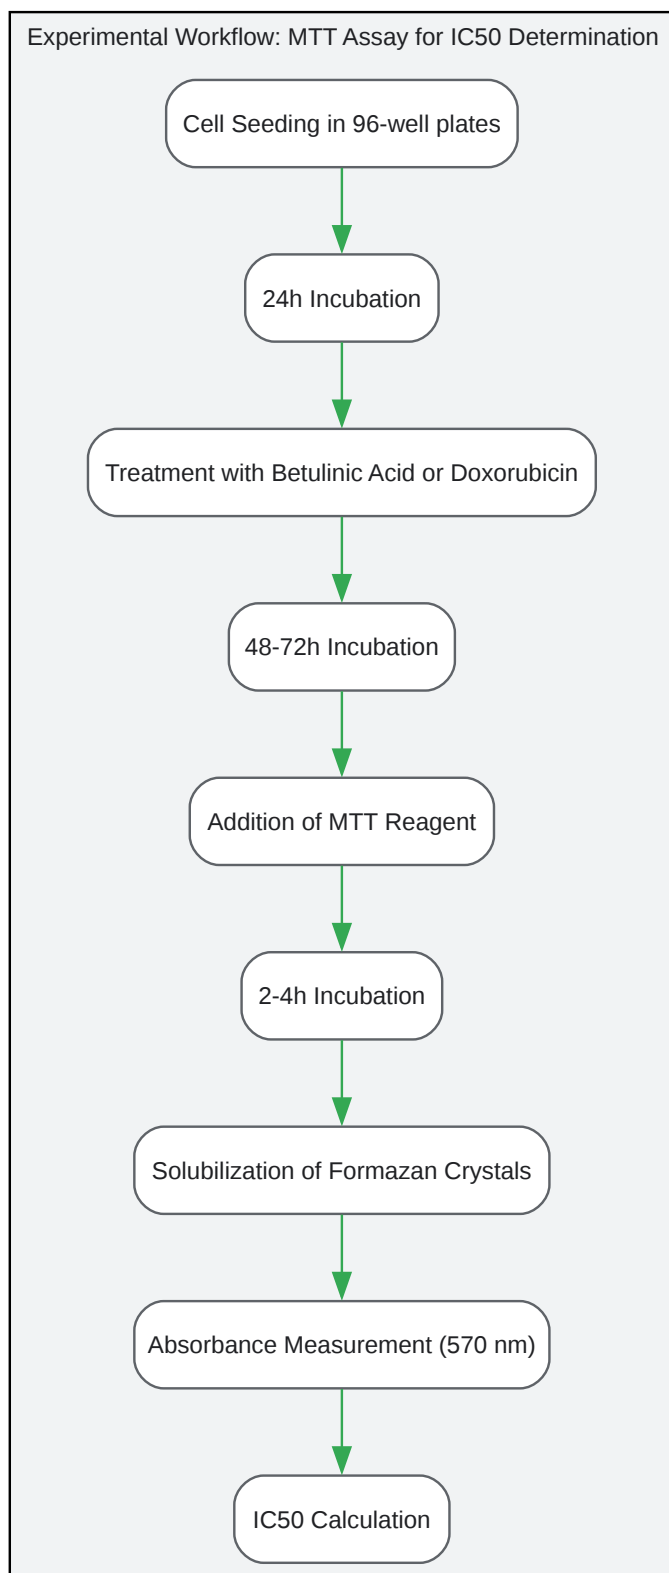 Experimental Workflow: MTT Assay for IC50 Determination
Cell Seeding in 96-well plates
24h Incubation
Treatment with Betulinic Acid or Doxorubicin
48-72h Incubation
Addition of MTT Reagent
2-4h Incubation
Solubilization of Formazan Crystals
Absorbance Measurement (570 nm)
IC50 Calculation